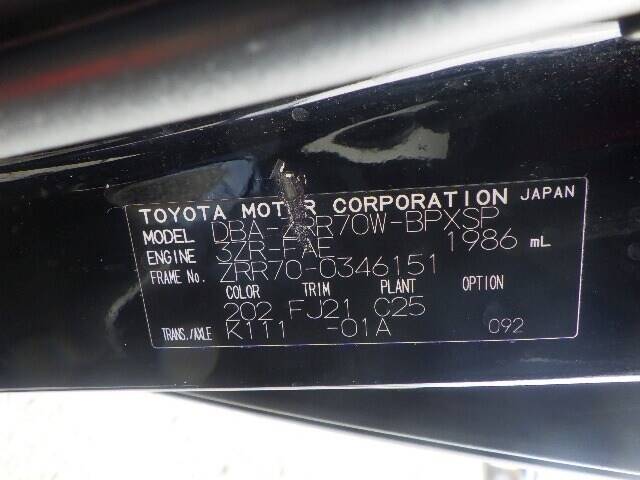 TOYOTA MOTOR CORPORATION JAPAN
MODEL DBA-ZRR70W-BPXSP
ENGINE 3ZR-FAE 1986 mL
FRAME No. ZRR70-0346151
COLOR TRIM PLANT OPTION
202 FJ21 C25
TRANS./AXLE K111 -01A 092